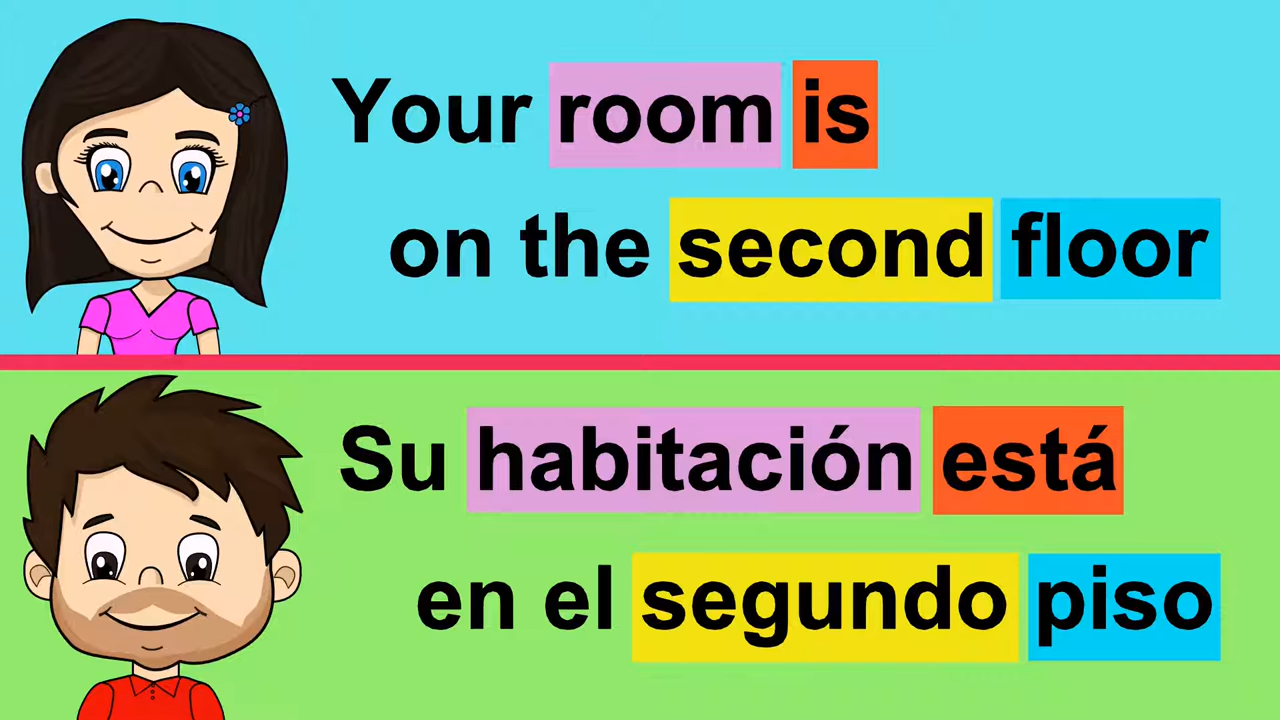 Your room is
on the second floor
Su habitación está
en el segundo piso